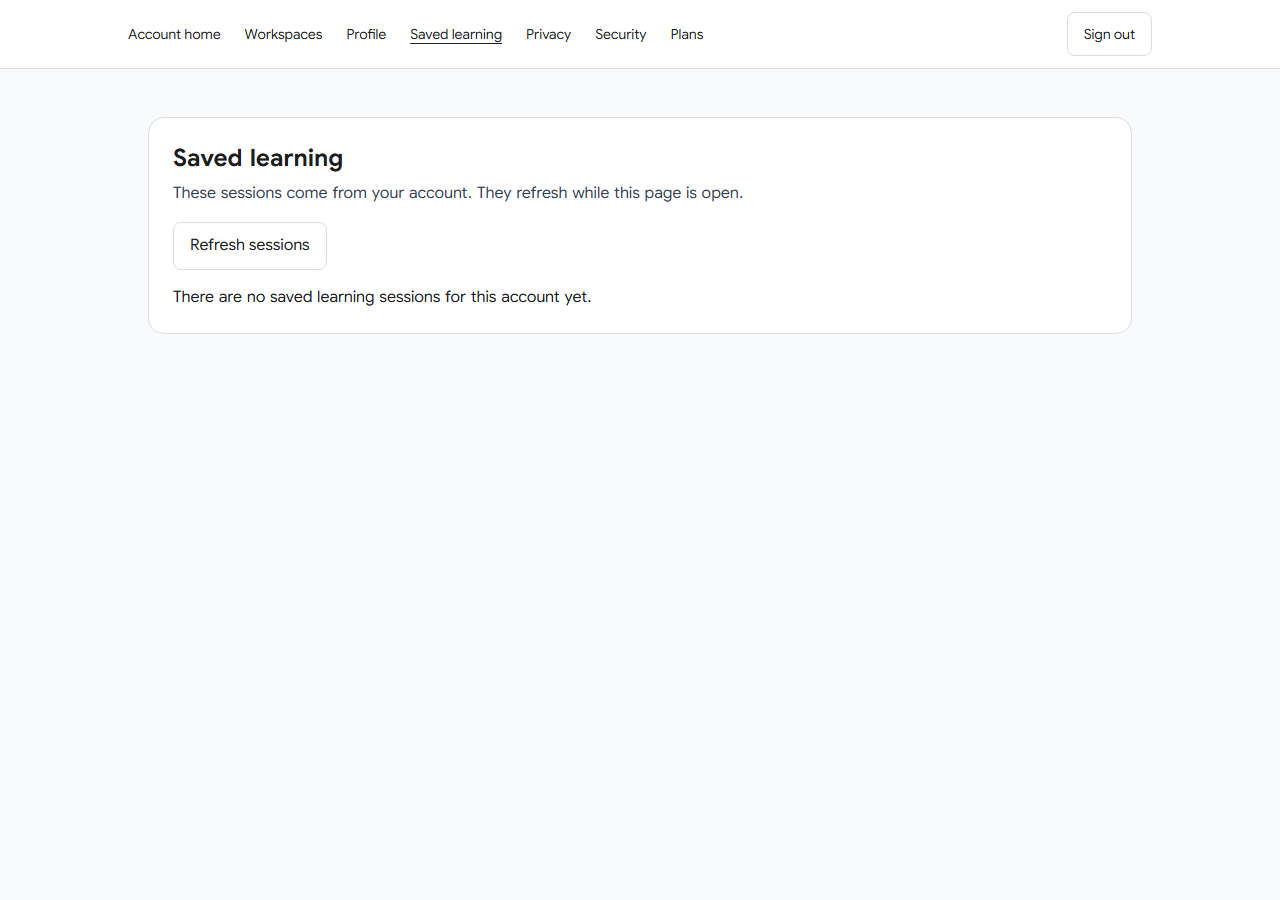 Account home Workspaces Profile Saved learning Privacy Security Plans Sign out
Saved learning
These sessions come from your account. They refresh while this page is open.
Refresh sessions
There are no saved learning sessions for this account yet.